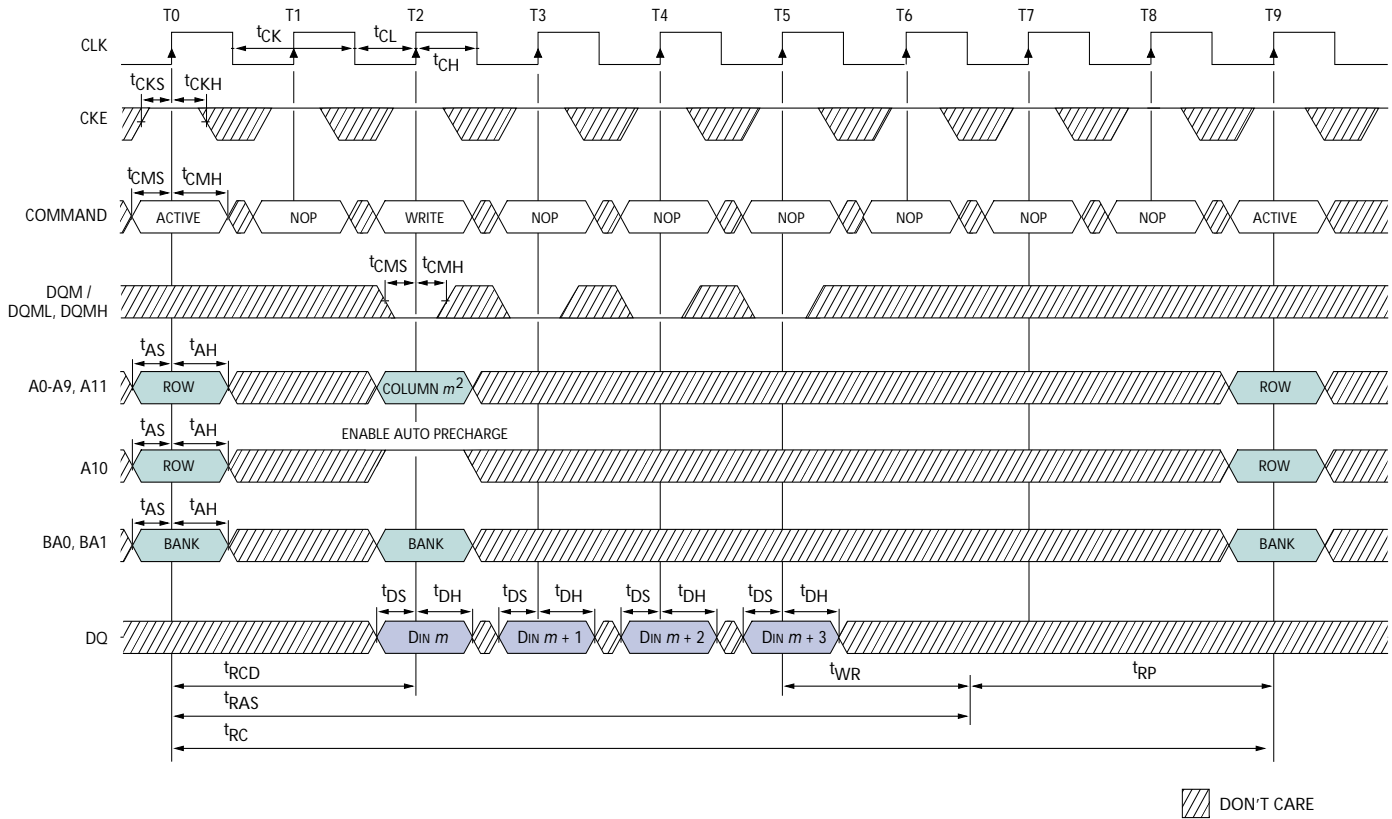 T0 T1 T2 T3 T4 T5 T6 T7 T8 T9
CLK tCK tCL tCH
tCKS tCKH
CKE
tCMS tCMH
COMMAND ACTIVE NOP WRITE NOP NOP NOP NOP NOP NOP ACTIVE
tCMS tCMH
DQM /
DQML, DQMH
tAS tAH
A0-A9, A11 ROW COLUMN m2 ROW
tAS tAH ENABLE AUTO PRECHARGE
A10 ROW ROW
tAS tAH
BA0, BA1 BANK BANK BANK
tDS tDH tDS tDH tDS tDH tDS tDH
DQ DIN m DIN m + 1 DIN m + 2 DIN m + 3
tRCD tWR tRP
tRAS
tRC
DON'T CARE